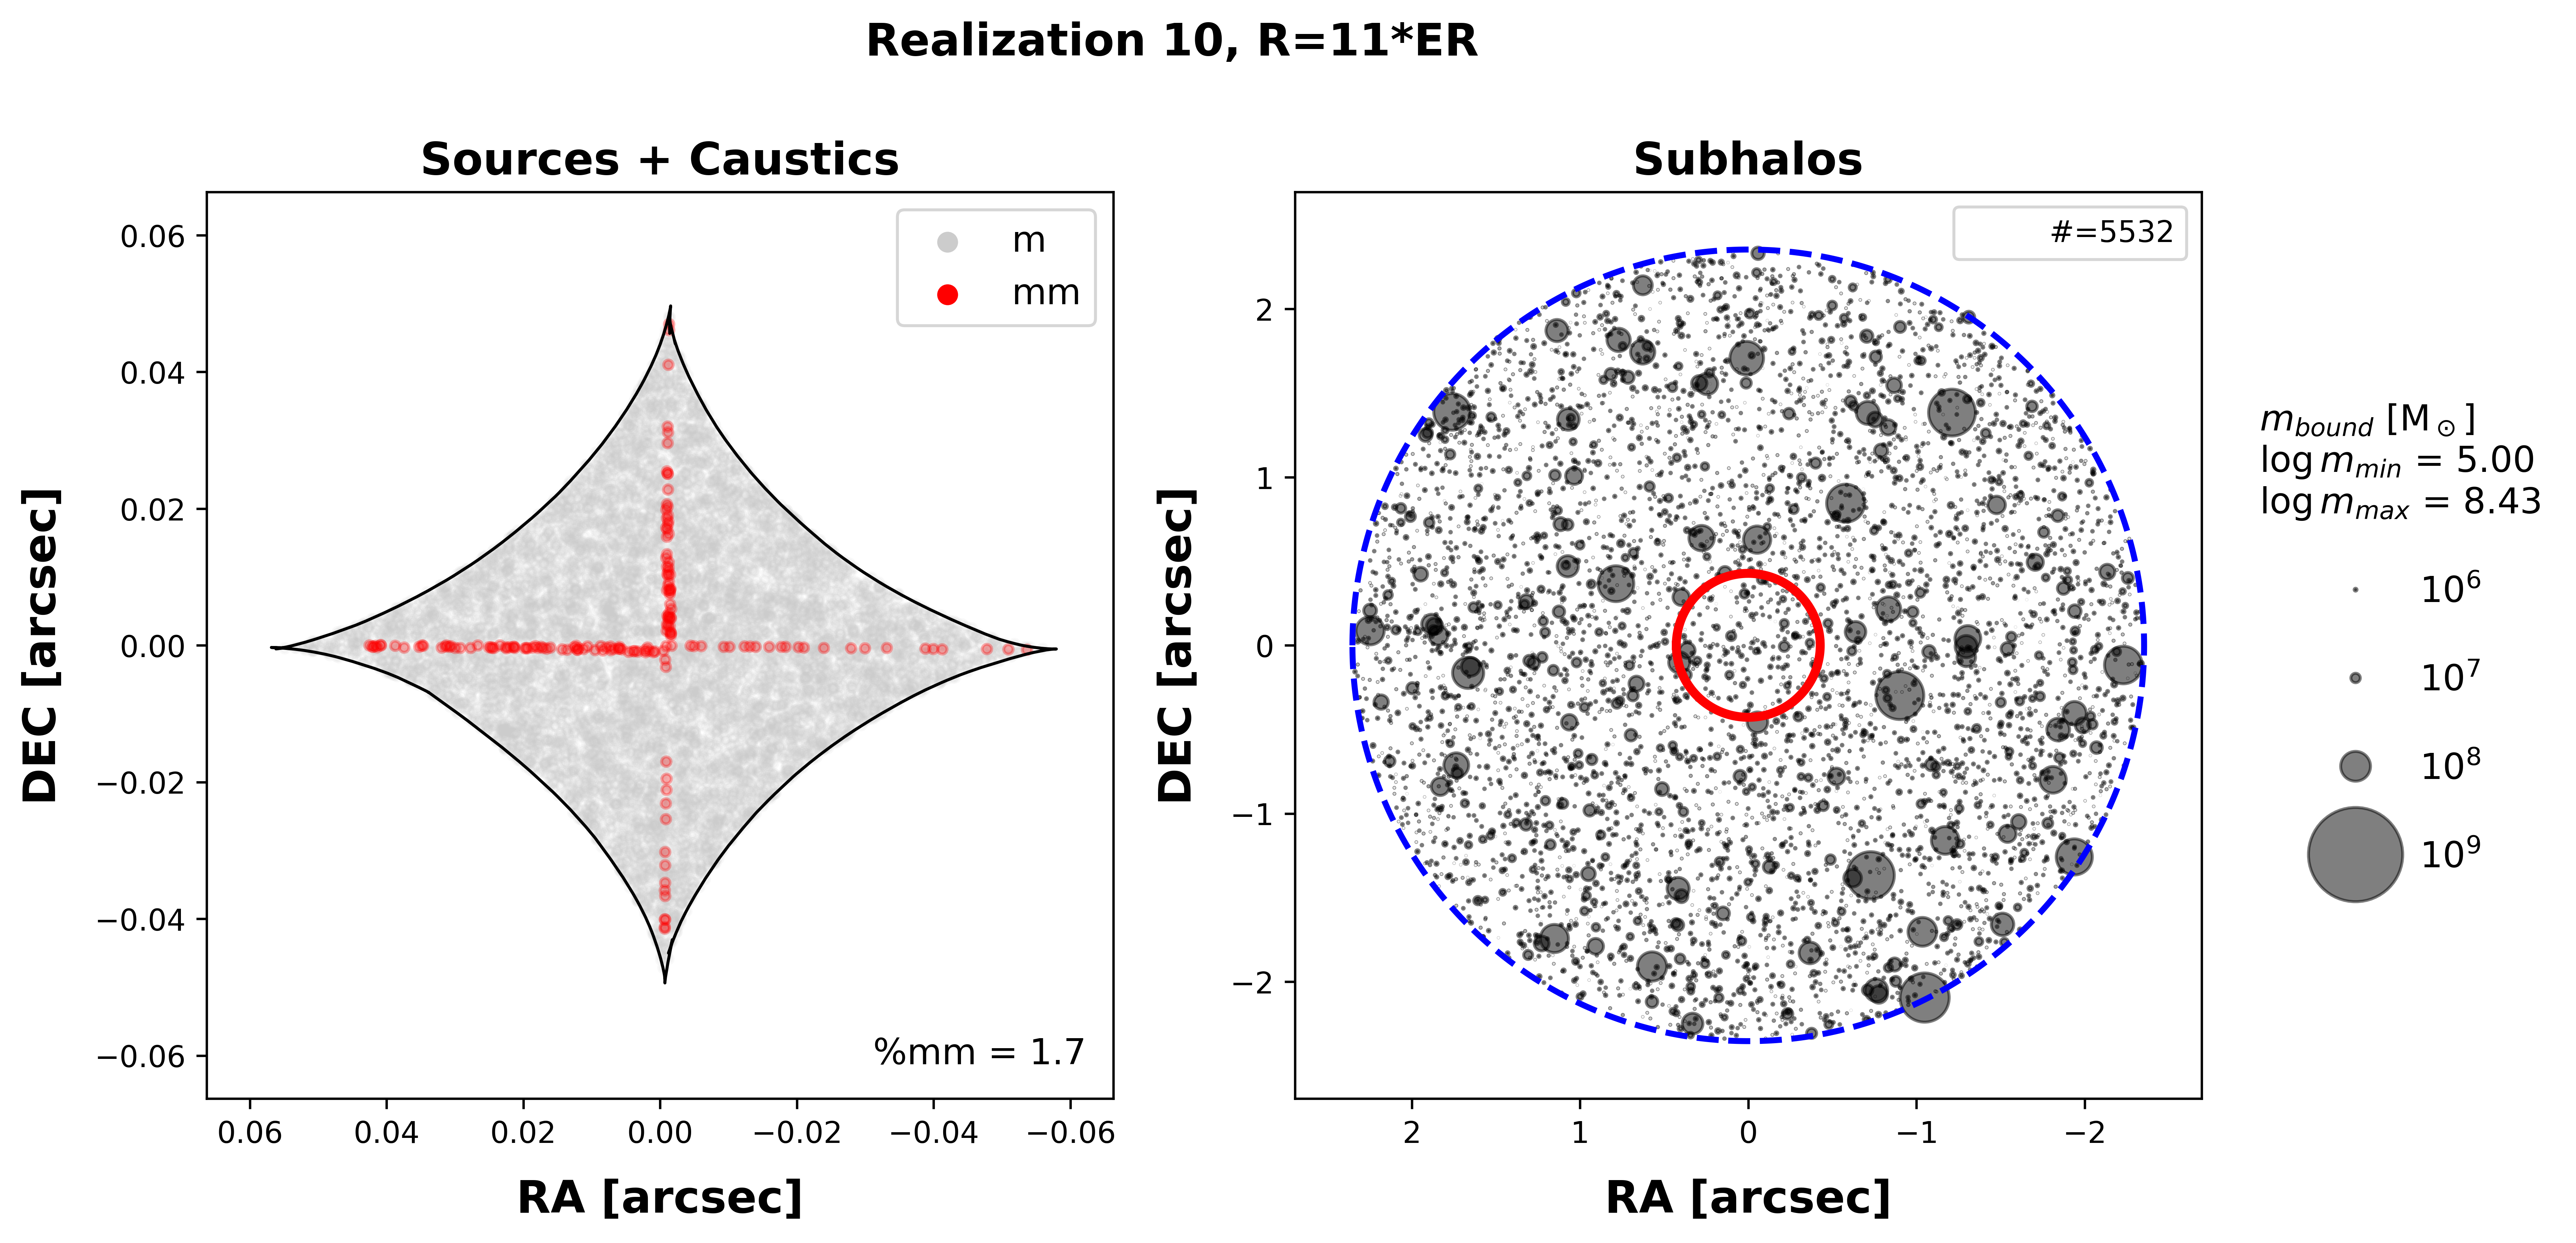 Realization 10, R=11*ER
Sources + Caustics
DEC [arcsec]
0.06
0.04
0.02
0.00
−0.02
−0.04
−0.06
m
mm
%mm = 1.7
0.06 0.04 0.02 0.00 −0.02 −0.04 −0.06
RA [arcsec]
Subhalos
DEC [arcsec]
2
1
0
−1
−2
#=5532
2 1 0 −1 −2
RA [arcsec]
m_bound [M_⊙]
log m_min = 5.00
log m_max = 8.43
10^6
10^7
10^8
10^9